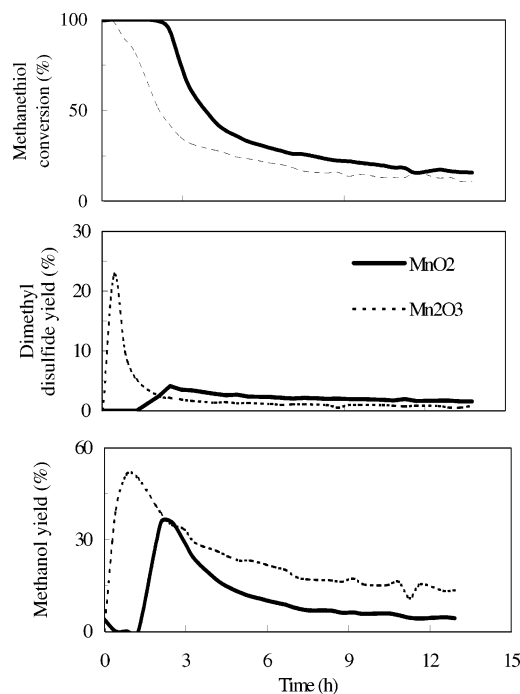 100
50
0
Methanethiol
conversion (%)
30
20
10
0
Dimethyl
disulfide yield (%)
MnO2
Mn2O3
60
30
0
Methanol yield (%)
0 3 6 9 12 15
Time (h)